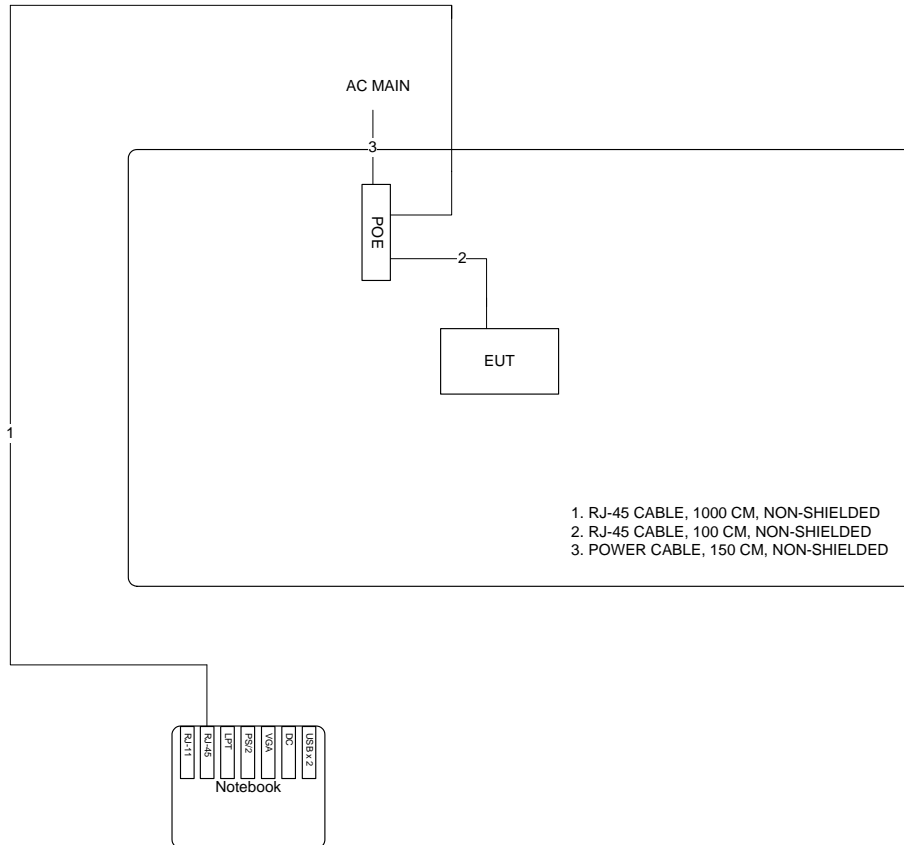 AC MAIN
3
POE
2
EUT
1
1. RJ-45 CABLE, 1000 CM, NON-SHIELDED
2. RJ-45 CABLE, 100 CM, NON-SHIELDED
3. POWER CABLE, 150 CM, NON-SHIELDED
RJ-11
RJ-45
LPT
PS/2
VGA
DC
USB x 2
Notebook